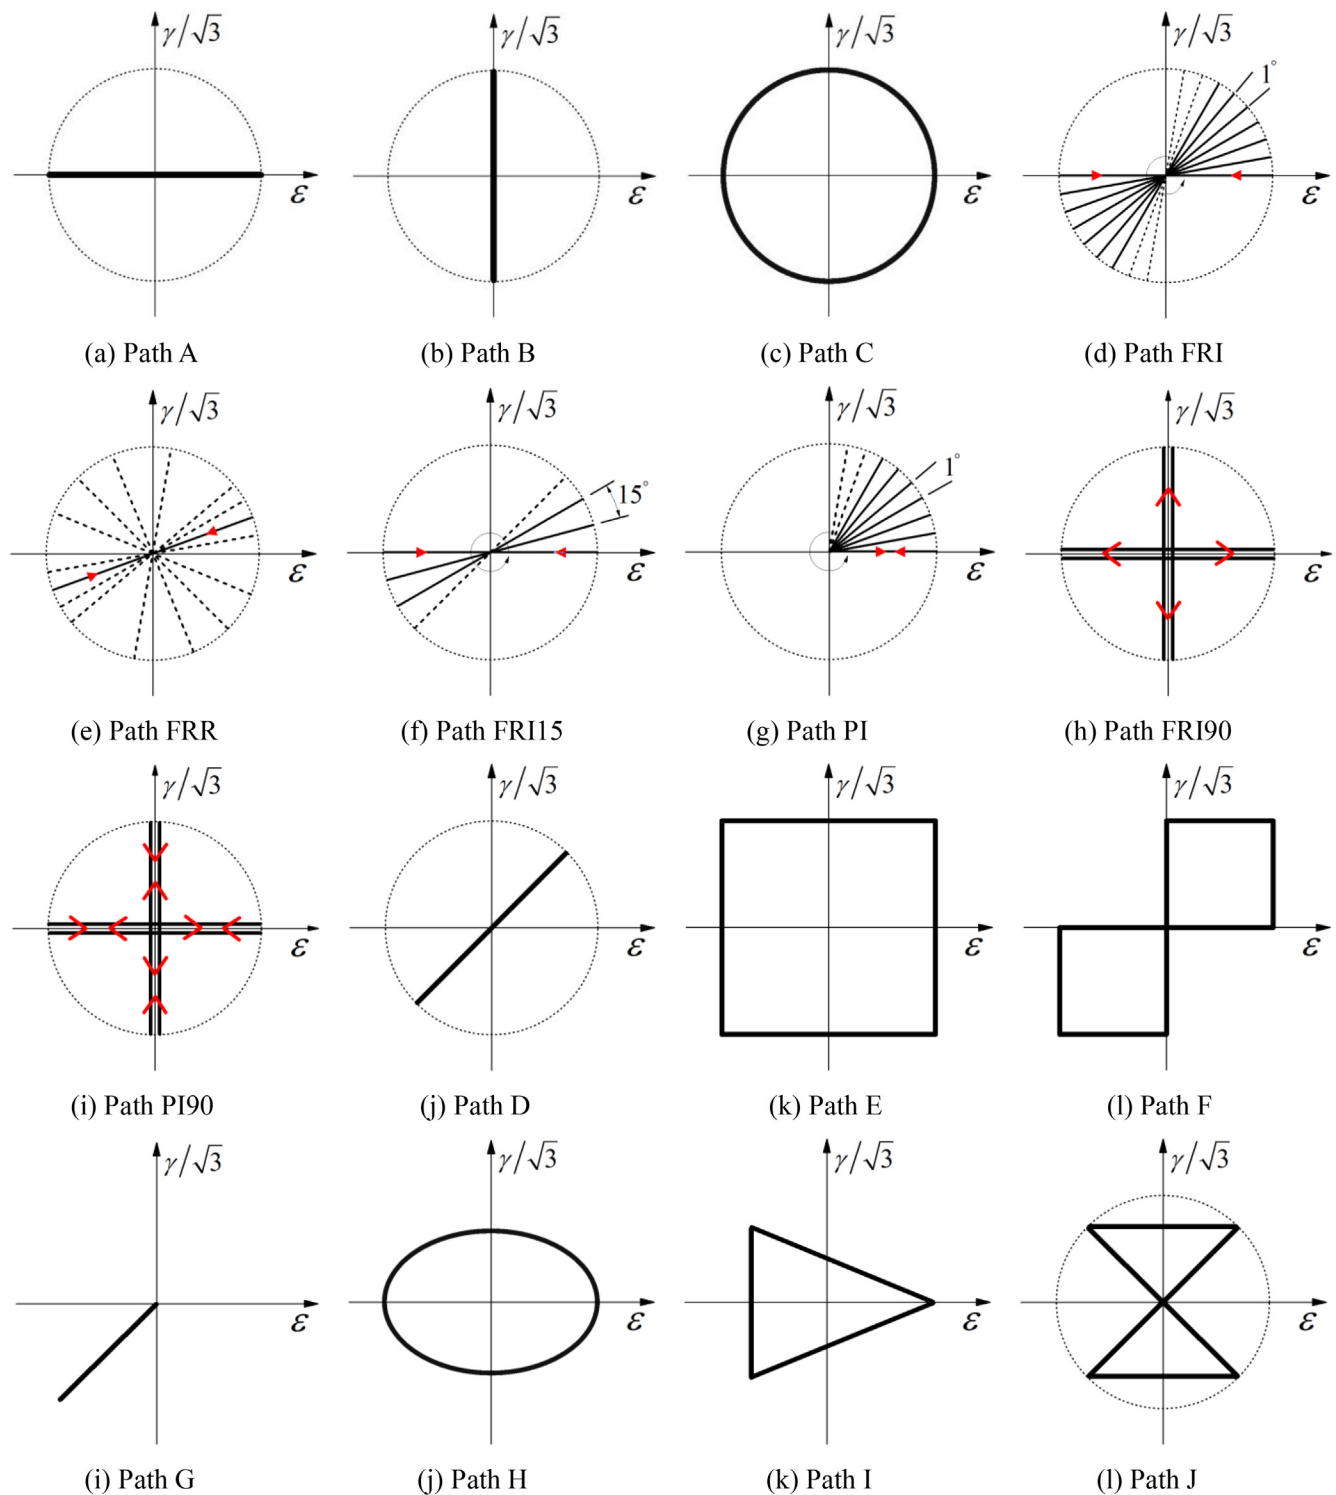 γ/√3 γ/√3 γ/√3 γ/√3
1°
ε ε ε ε
(a) Path A (b) Path B (c) Path C (d) Path FRI
γ/√3 γ/√3 γ/√3 γ/√3
15° 1°
ε ε ε ε
(e) Path FRR (f) Path FRI15 (g) Path PI (h) Path FRI90
γ/√3 γ/√3 γ/√3 γ/√3
ε ε ε ε
(i) Path PI90 (j) Path D (k) Path E (l) Path F
γ/√3 γ/√3 γ/√3 γ/√3
ε ε ε ε
(i) Path G (j) Path H (k) Path I (l) Path J